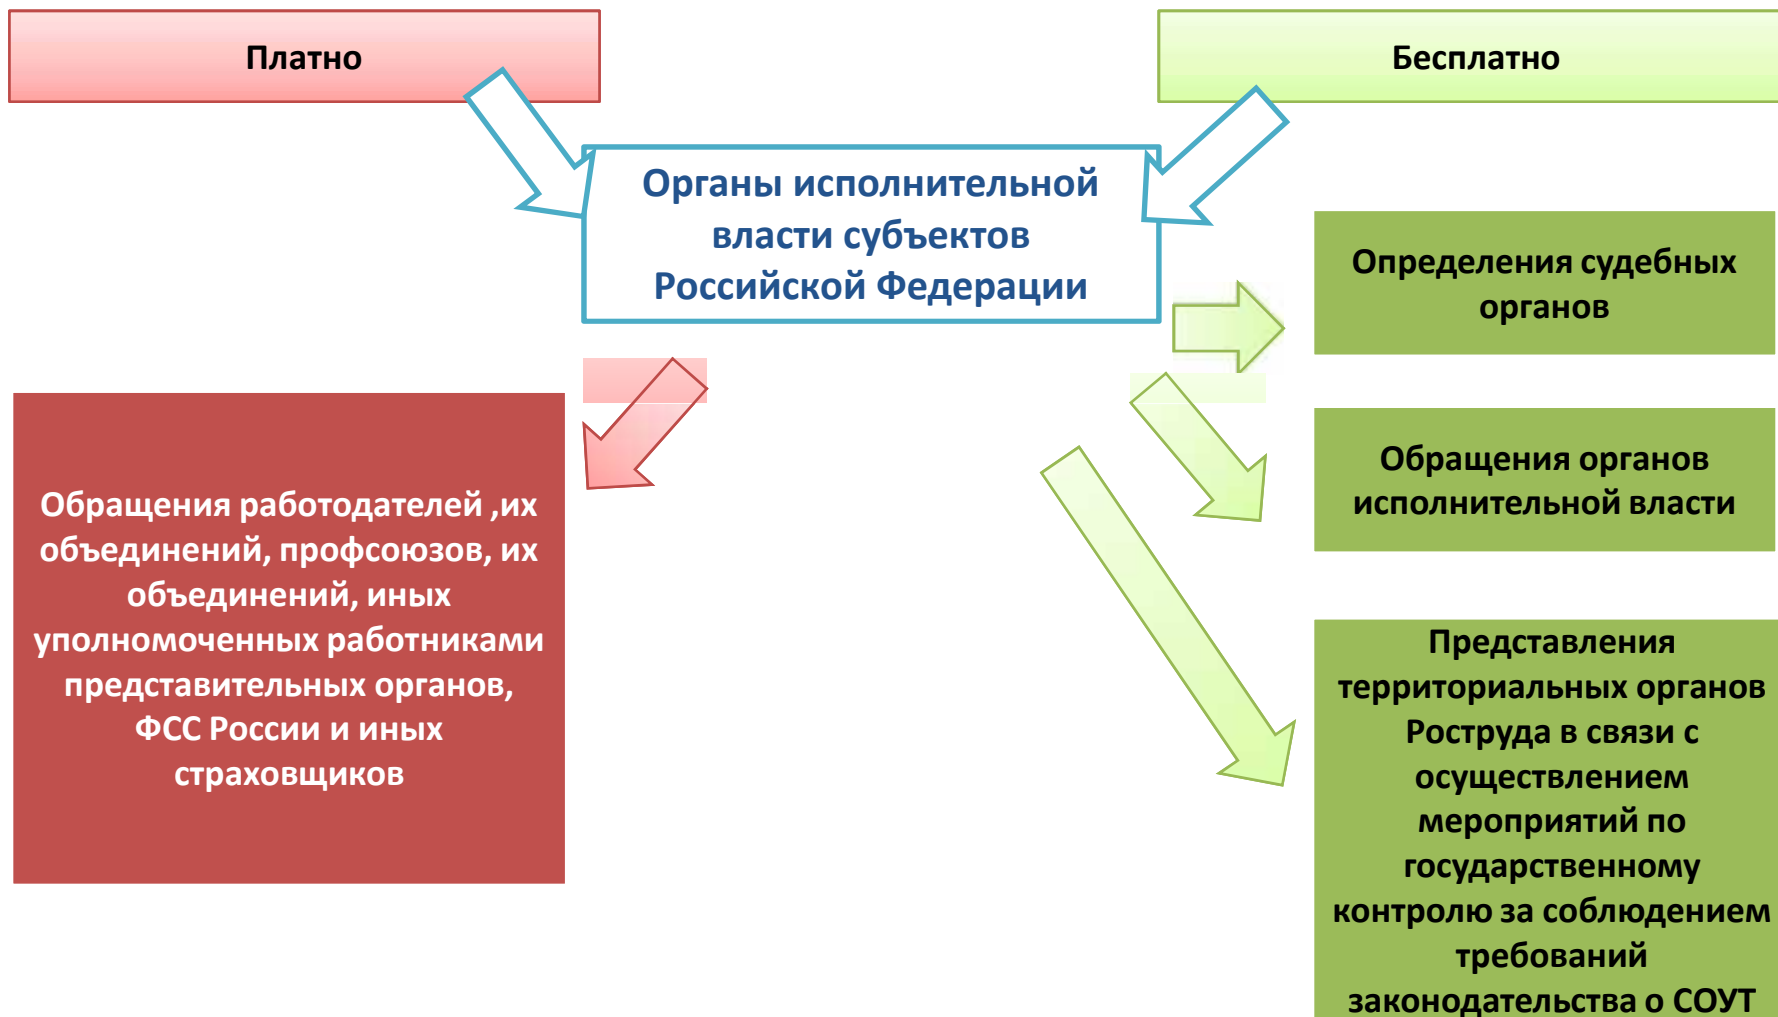 Платно
Бесплатно
Органы исполнительной
власти субъектов
Российской Федерации
Определения судебных
органов
Обращения работодателей ,их
объединений, профсоюзов, их
объединений, иных
уполномоченных работниками
представительных органов,
ФСС России и иных
страховщиков
Обращения органов
исполнительной власти
Представления
территориальных органов
Роструда в связи с
осуществлением
мероприятий по
государственному
контролю за соблюдением
требований
законодательства о СОУТ